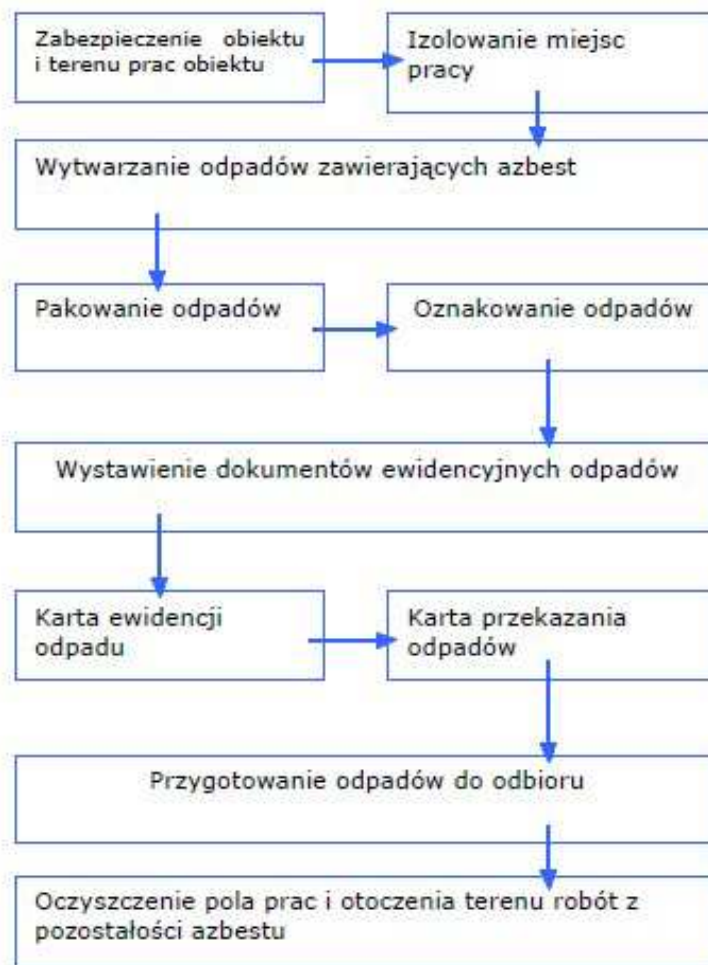 Zabezpieczenie obiektu
i terenu prac obiektu
Izolowanie miejsc
pracy
Wytwarzanie odpadów zawierających azbest
Pakowanie odpadów
Oznakowanie odpadów
Wystawienie dokumentów ewidencyjnych odpadów
Karta ewidencji
odpadu
Karta przekazania
odpadów
Przygotowanie odpadów do odbioru
Oczyszczenie pola prac i otoczenia terenu robót z
pozostałości azbestu